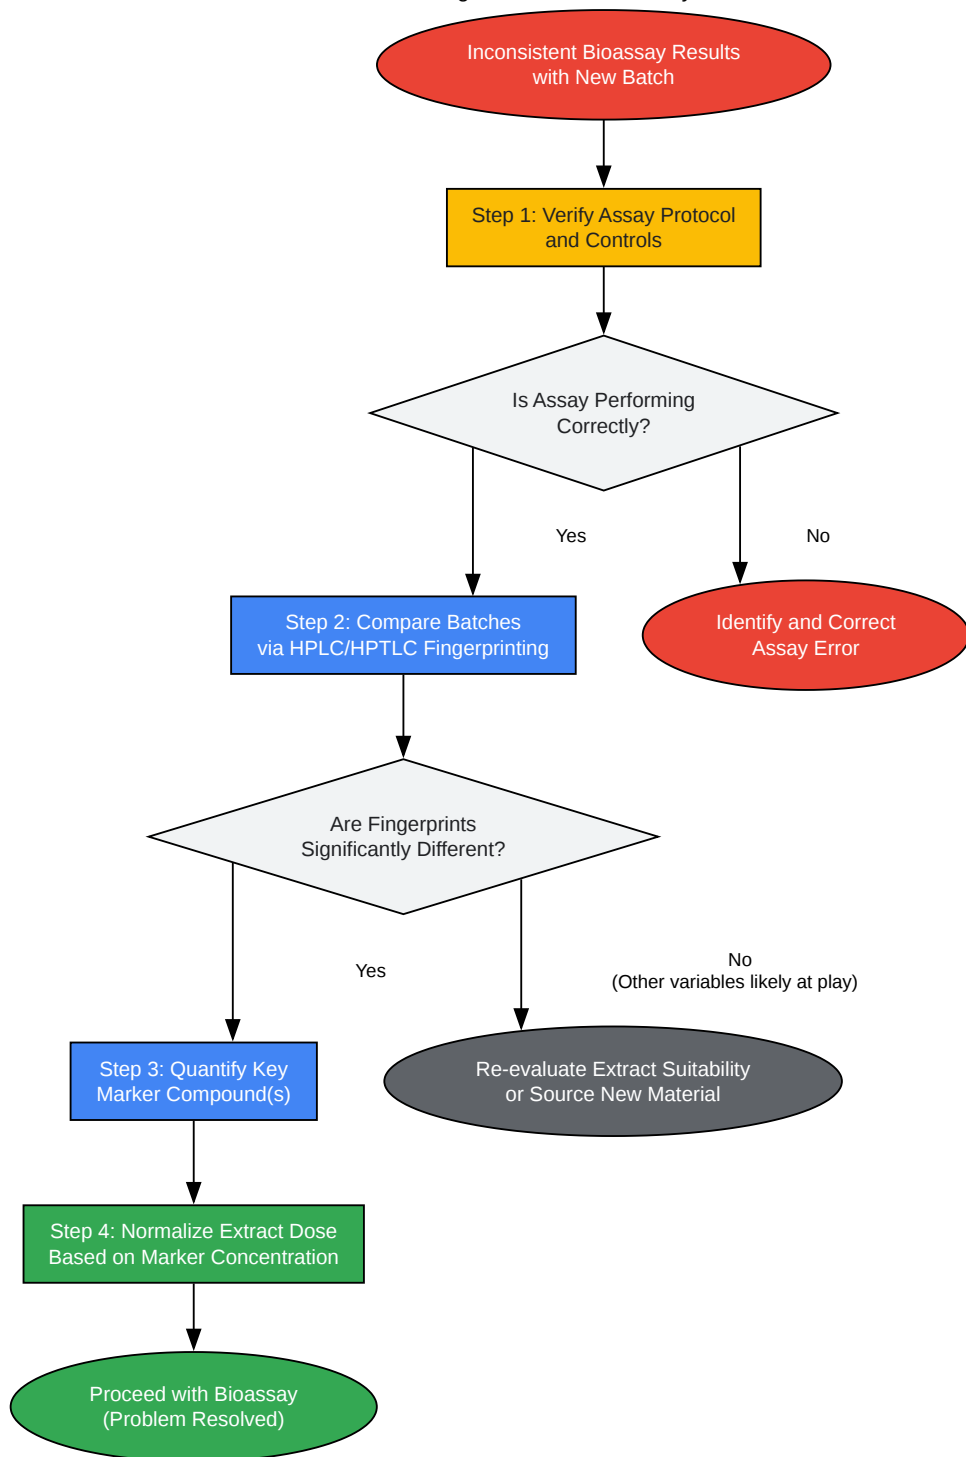 Inconsistent Bioassay Results
with New Batch
Step 1: Verify Assay Protocol
and Controls
Is Assay Performing
Correctly?
Yes
No
Step 2: Compare Batches
via HPLC/HPTLC Fingerprinting
Identify and Correct
Assay Error
Are Fingerprints
Significantly Different?
Yes
No
(Other variables likely at play)
Step 3: Quantify Key
Marker Compound(s)
Re-evaluate Extract Suitability
or Source New Material
Step 4: Normalize Extract Dose
Based on Marker Concentration
Proceed with Bioassay
(Problem Resolved)